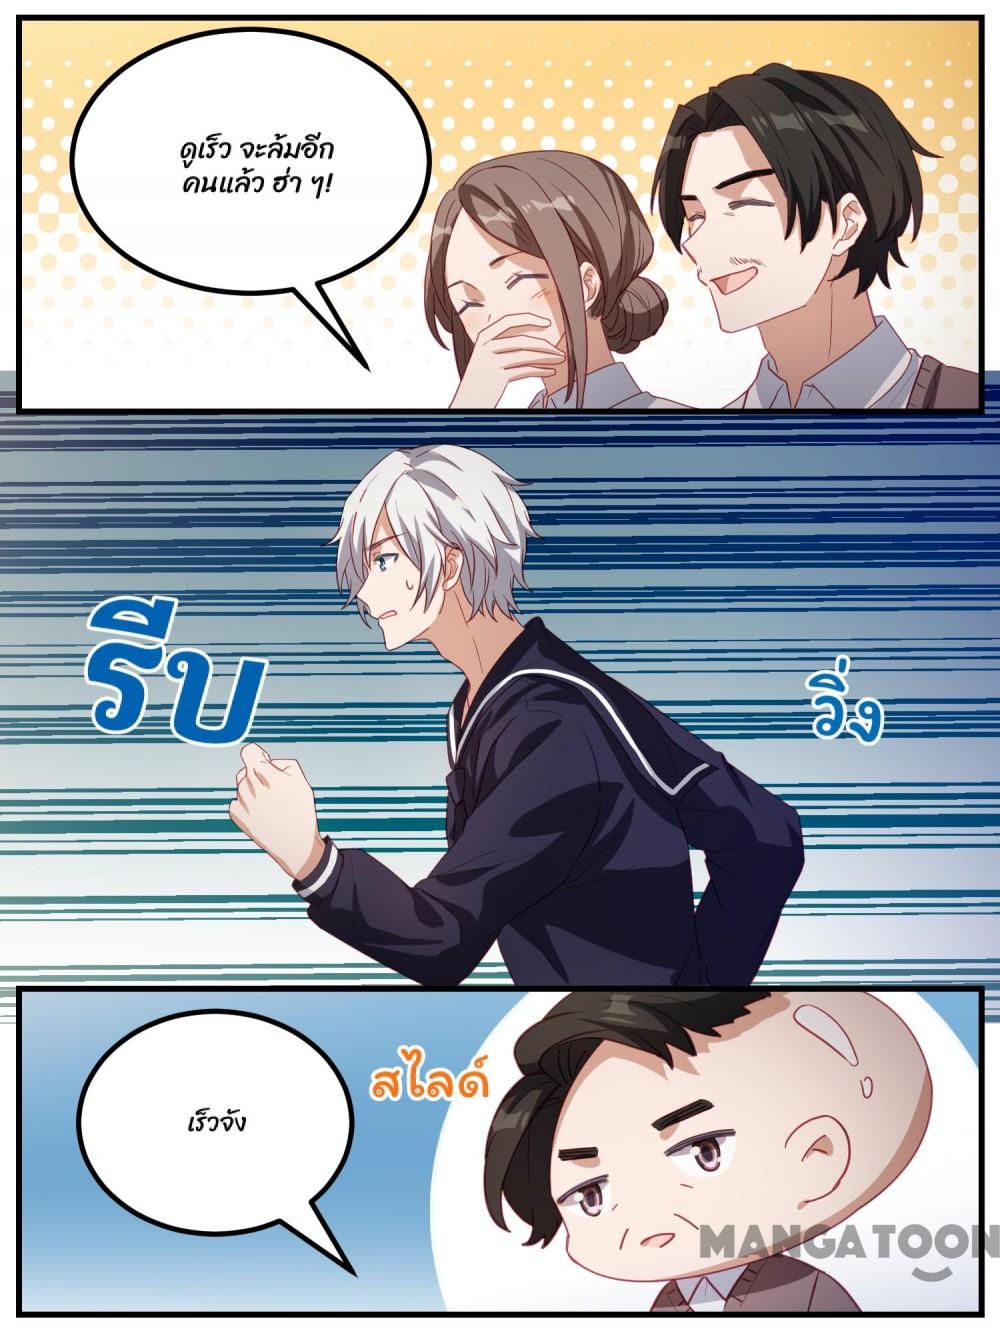 ดูเร็ว จะล้มอีก
คนแล้ว ฮ่า ๆ!
รีบ
วิ่ง
สไลด์
เร็วจัง
MANGATOON